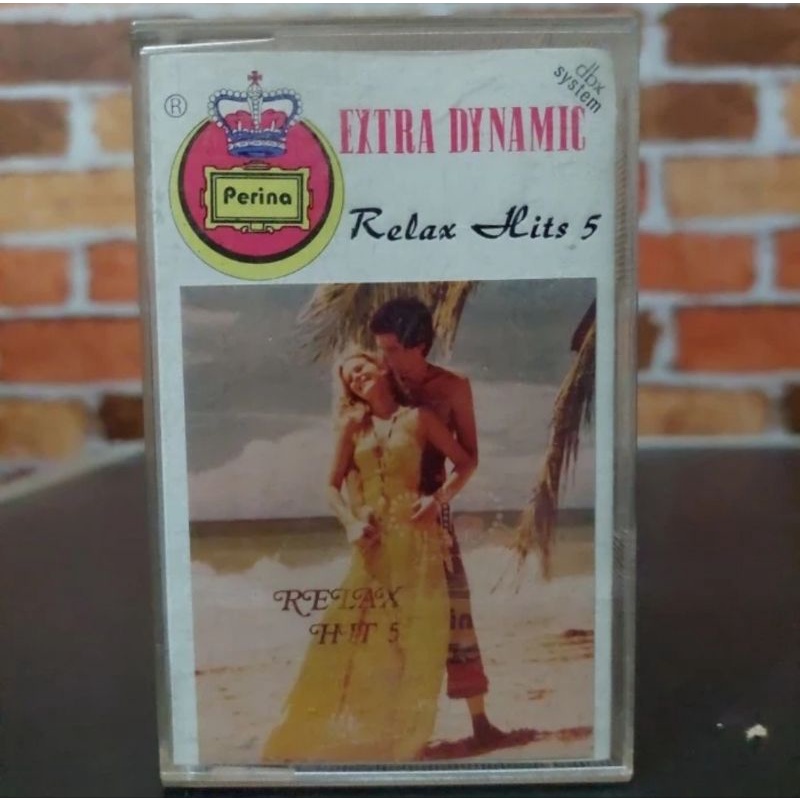 ®
Perina
EXTRA DYNAMIC
dbx
system
Relax Hits 5
RELAX
HIT 5